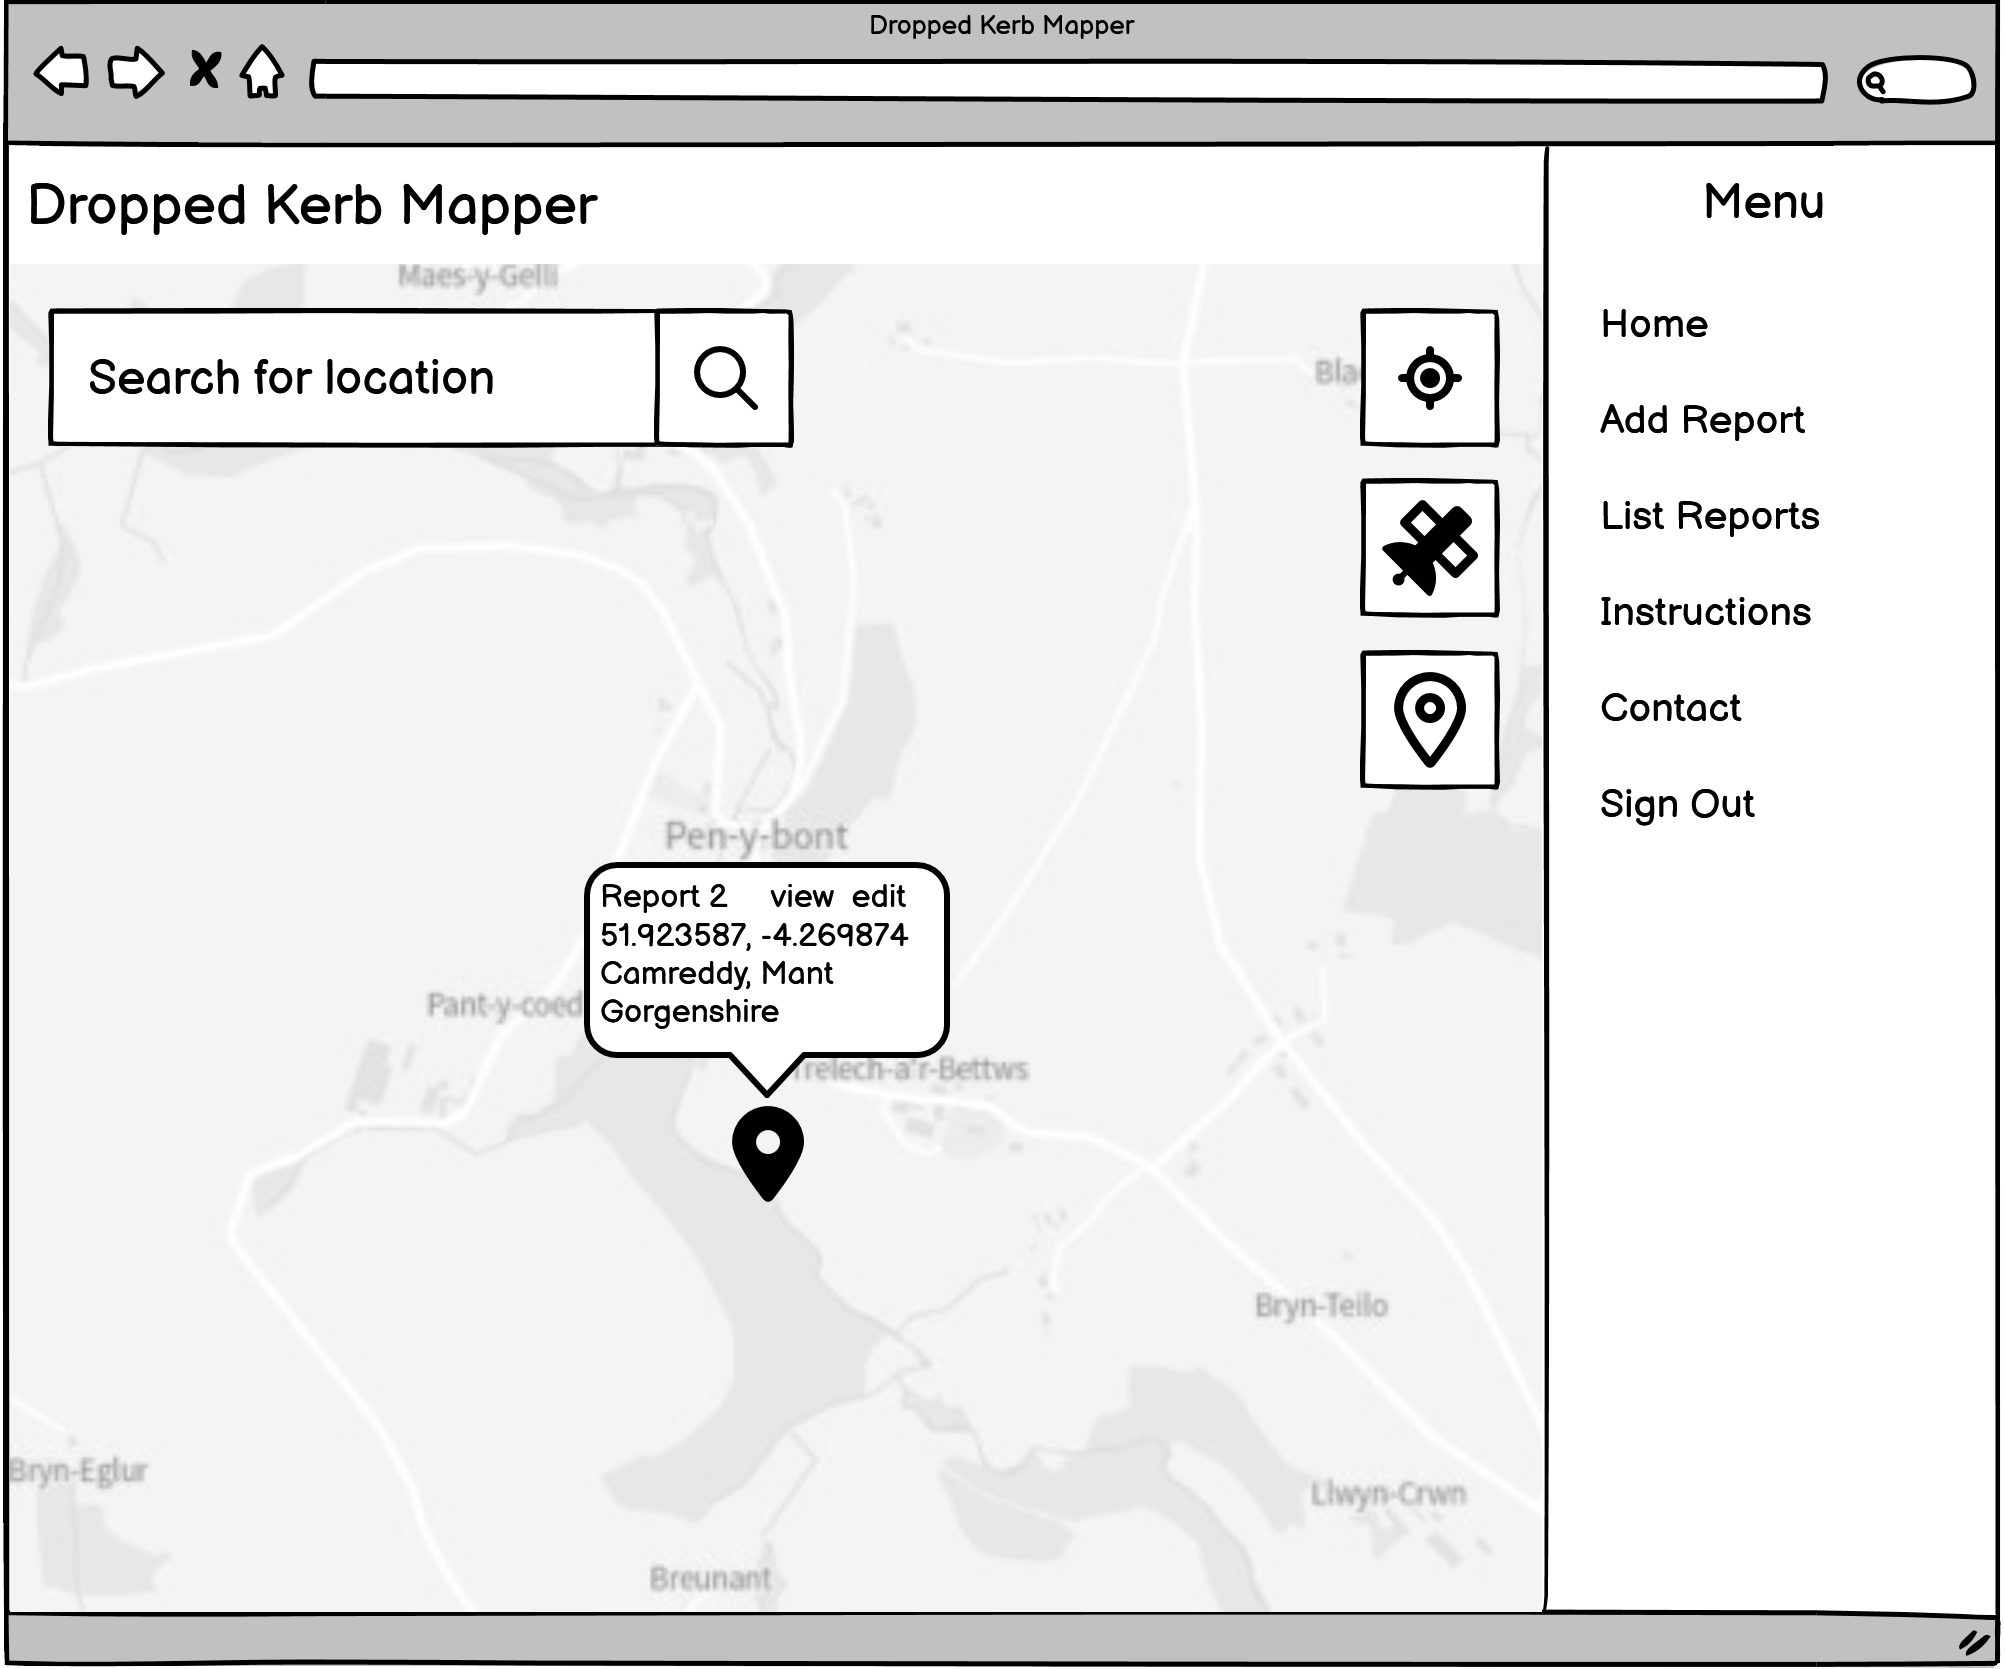 Dropped Kerb Mapper
Dropped Kerb Mapper
Menu
Maes-y-Gelli
Search for location
Home
Add Report
List Reports
Instructions
Contact
Sign Out
Pen-y-bont
Report 2 view edit
51.923587, -4.269874
Camreddy, Mant
Gorgenshire
Pant-y-coed
Trelech-a'r-Bettws
Bryn-Teilo
Bryn-Eglur
Llwyn-Crwn
Breunant